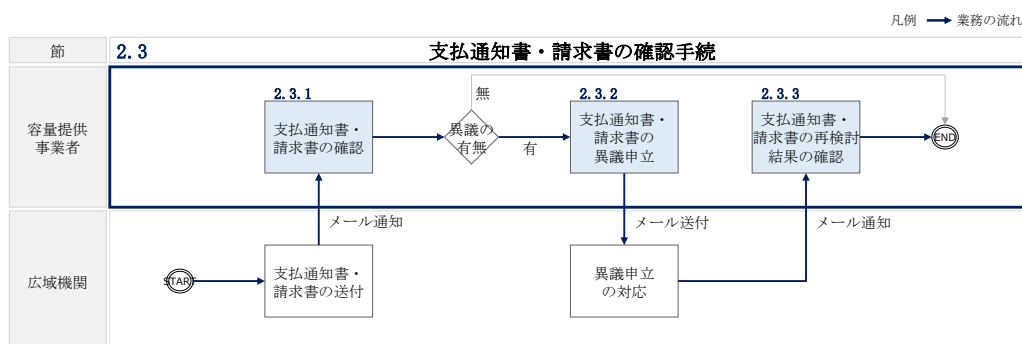 凡例 業務の流れ
節
2.3
支払通知書・請求書の確認手続
容量提供
事業者
2.3.1
支払通知書・
請求書の確認
異議の
有無
無
有
2.3.2
支払通知書・
請求書の
異議申立
2.3.3
支払通知書・
請求書の再検討
結果の確認
END
メール通知
メール送付
メール通知
広域機関
START
支払通知書・
請求書の送付
異議申立
の対応